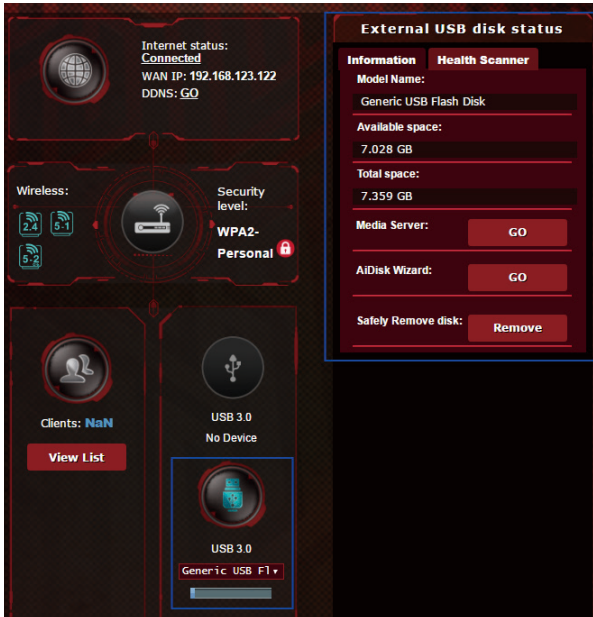 Internet status:
Connected
WAN IP: 192.168.123.122
DDNS: GO
Wireless:
2.4
5-1
5-2
Security
level:
WPA2-
Personal
Clients: NaN
View List
USB 3.0
No Device
USB 3.0
Generic USB Fl
External USB disk status
Information Health Scanner
Model Name:
Generic USB Flash Disk
Available space:
7.028 GB
Total space:
7.359 GB
Media Server: GO
AiDisk Wizard: GO
Safely Remove disk: Remove